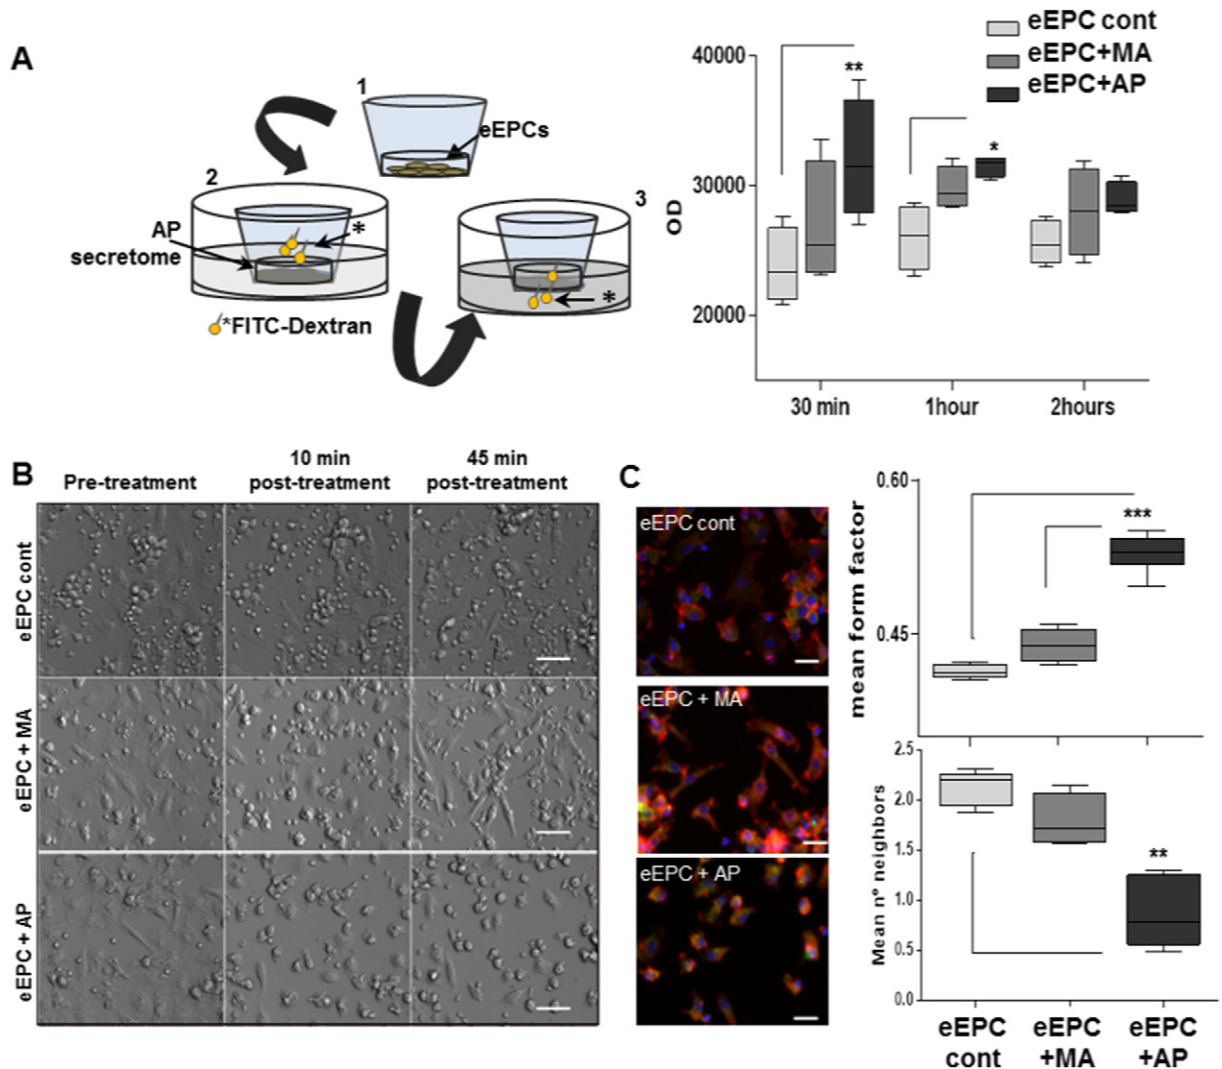 A
1
eEPCs
2
AP
secretome
*
3
*
*FITC-Dextran
eEPC cont
eEPC+MA
eEPC+AP
OD
40000
30000
20000
**
*
30 min
1hour
2hours
B
Pre-treatment
10 min
post-treatment
45 min
post-treatment
eEPC cont
eEPC + MA
eEPC + AP
C
eEPC cont
eEPC + MA
eEPC + AP
mean form factor
0.60
0.45
***
Mean n° neighbors
2.5
2.0
1.5
1.0
0.5
0.0
**
eEPC
cont
eEPC
+MA
eEPC
+AP